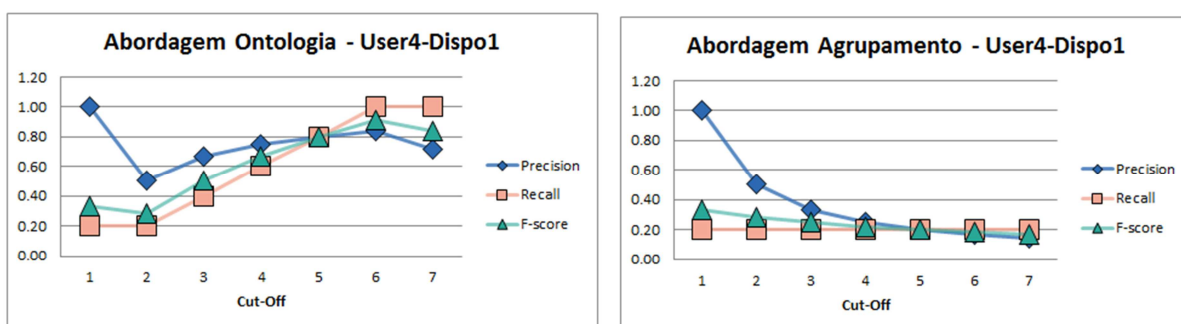 Abordagem Ontologia - User4-Dispo1
1.20
1.00
0.80
0.60
0.40
0.20
0.00
1 2 3 4 5 6 7
Cut-Off
Precision
Recall
F-score
Abordagem Agrupamento - User4-Dispo1
1.20
1.00
0.80
0.60
0.40
0.20
0.00
1 2 3 4 5 6 7
Cut-Off
Precision
Recall
F-score